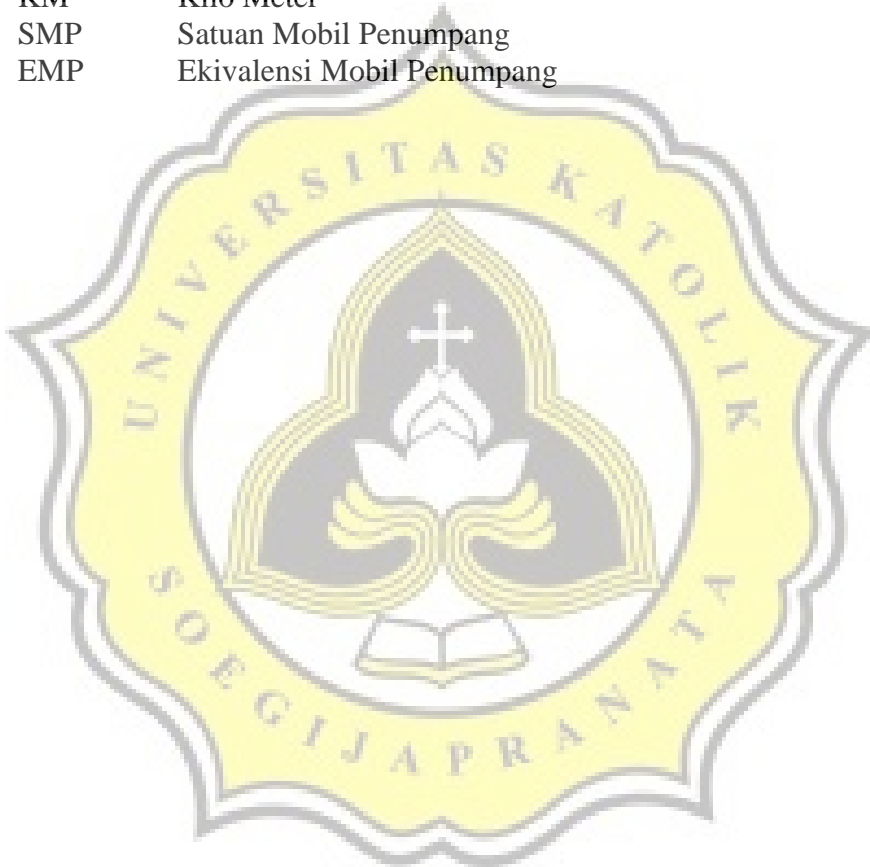 KM Kilo Meter
SMP Satuan Mobil Penumpang
EMP Ekivalensi Mobil Penumpang
UNIVERSITAS KATOLIK
SOEGIJAPRANATA